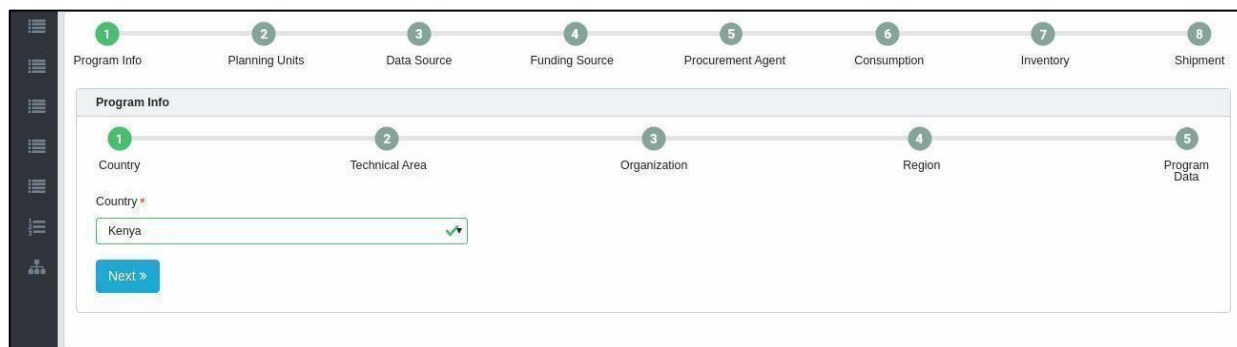 1 2 3 4 5 6 7 8
Program Info Planning Units Data Source Funding Source Procurement Agent Consumption Inventory Shipment
Program Info
1 2 3 4 5
Country Technical Area Organization Region Program
Data
Country *
Kenya
Next »